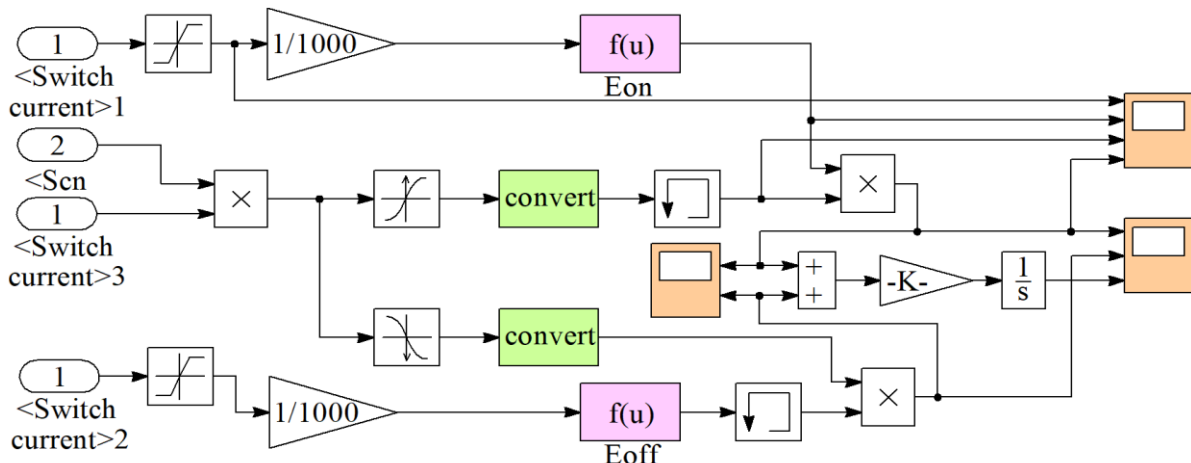 1
<Switch
current>1
1/1000
f(u)
Eon
2
<Scn
×
convert
×
1
<Switch
current>3
+
+
-K-
1
s
convert
1
<Switch
current>2
1/1000
f(u)
Eoff
×